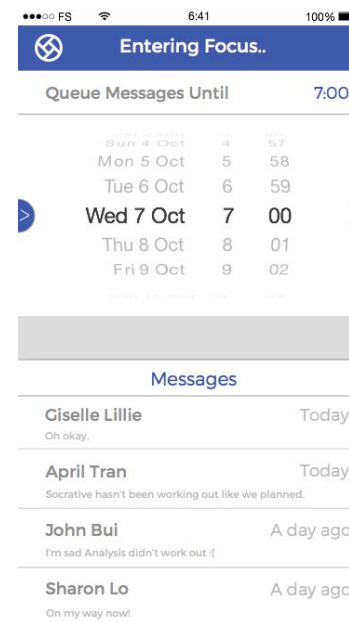 FS 6:41 100%
Entering Focus..
Queue Messages Until 7:00
Sun 4 Oct 4 57
Mon 5 Oct 5 58
Tue 6 Oct 6 59
> Wed 7 Oct 7 00
Thu 8 Oct 8 01
Fri 9 Oct 9 02
Messages
Giselle Lillie Today
Oh okay.
April Tran Today
Socrative hasn't been working out like we planned.
John Bui A day ago
I'm sad Analysis didn't work out :(
Sharon Lo A day ago
On my way now!